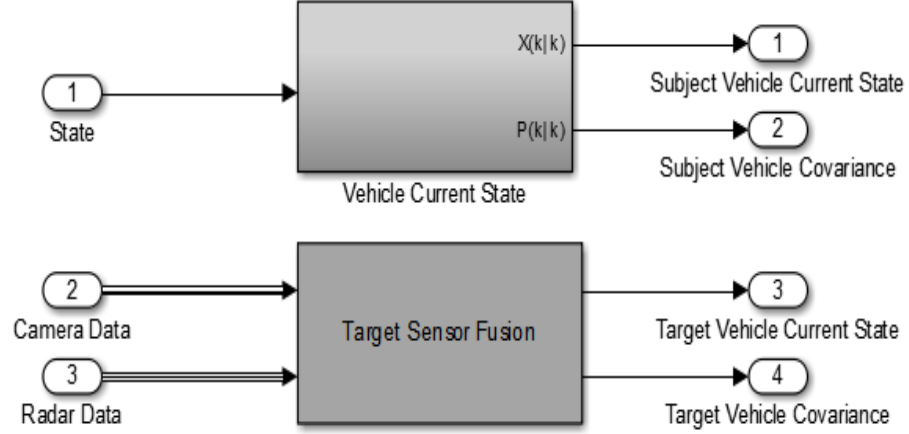 X(k|k)
1
1
State
Subject Vehicle Current State
P(k|k)
2
Subject Vehicle Covariance
Vehicle Current State
2
Camera Data
Target Sensor Fusion
3
Target Vehicle Current State
3
Radar Data
4
Target Vehicle Covariance